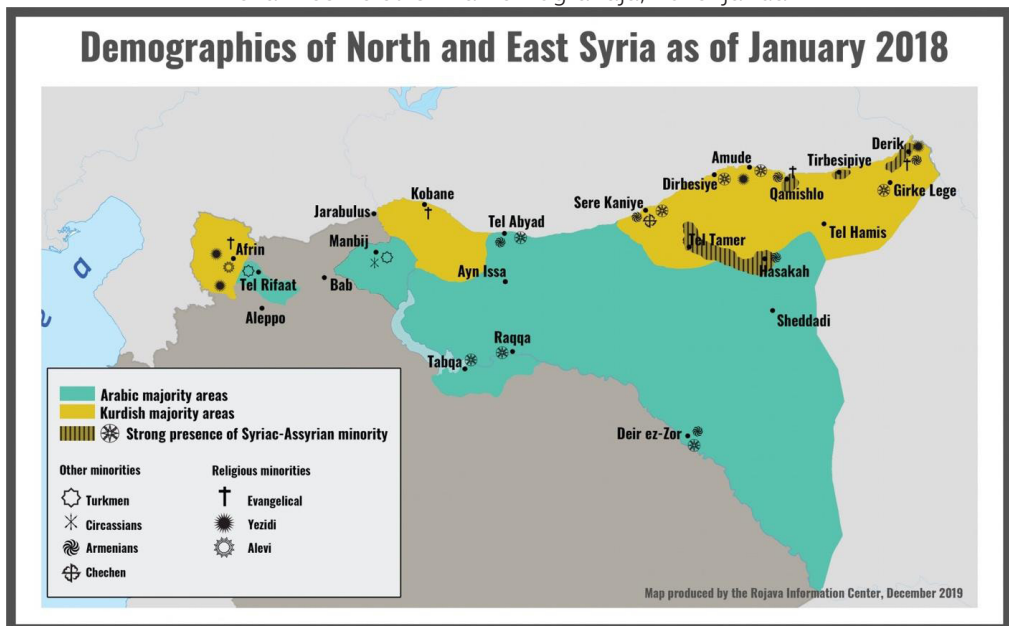 Demographics of North and East Syria as of January 2018
Derik
Amude
Tirbesipiye
Dirbesiye
Qamishlo
Girke Lege
Kobane
Sere Kaniye
Jarabulus
Tel Abyad
Tel Hamis
Manbij
Tel Tamer
Afrin
Hasakah
Ayn Issa
Tel Rifaat
Bab
Aleppo
Sheddadi
Raqqa
Tabqa
Deir ez-Zor
Arabic majority areas
Kurdish majority areas
Strong presence of Syriac-Assyrian minority
Other minorities
Turkmen
Circassians
Armenians
Chechen
Religious minorities
Evangelical
Yezidi
Alevi
Map produced by the Rojava Information Center, December 2019